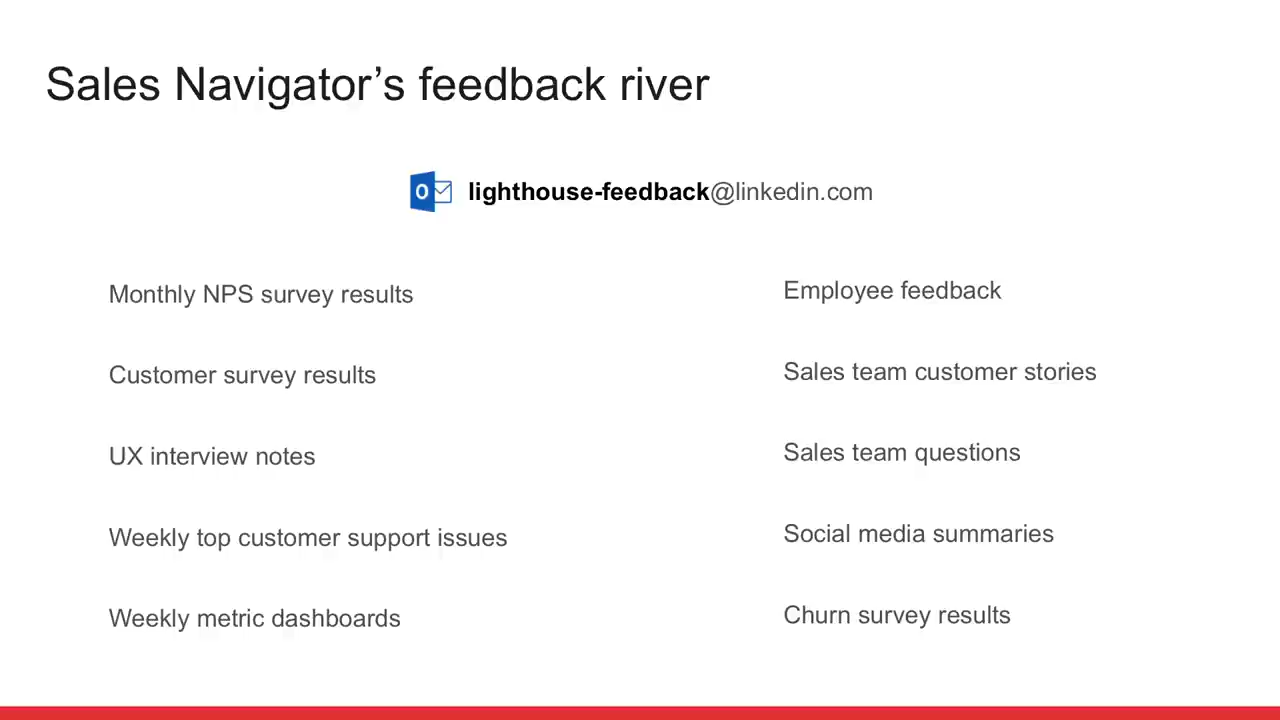 Sales Navigator’s feedback river
O lighthouse-feedback@linkedin.com
Monthly NPS survey results
Customer survey results
UX interview notes
Weekly top customer support issues
Weekly metric dashboards
Employee feedback
Sales team customer stories
Sales team questions
Social media summaries
Churn survey results